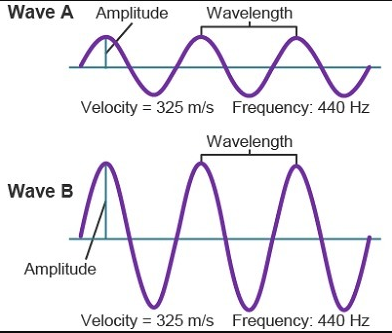 Wave A
Amplitude
Wavelength
Velocity = 325 m/s Frequency: 440 Hz
Wavelength
Wave B
Amplitude
Velocity = 325 m/s Frequency: 440 Hz